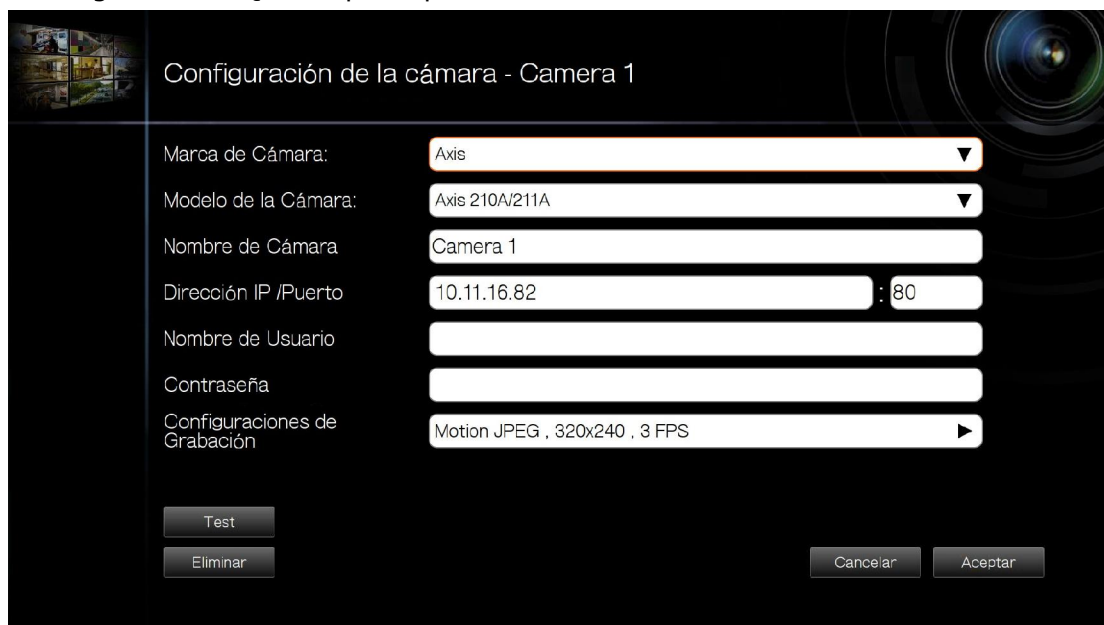 Configuración de la cámara - Camera 1
Marca de Cámara: Axis
Modelo de la Cámara: Axis 210A/211A
Nombre de Cámara Camera 1
Dirección IP /Puerto 10.11.16.82 : 80
Nombre de Usuario
Contraseña
Configuraciones de
Grabación
Motion JPEG , 320x240 , 3 FPS
Test
Eliminar Cancelar Aceptar